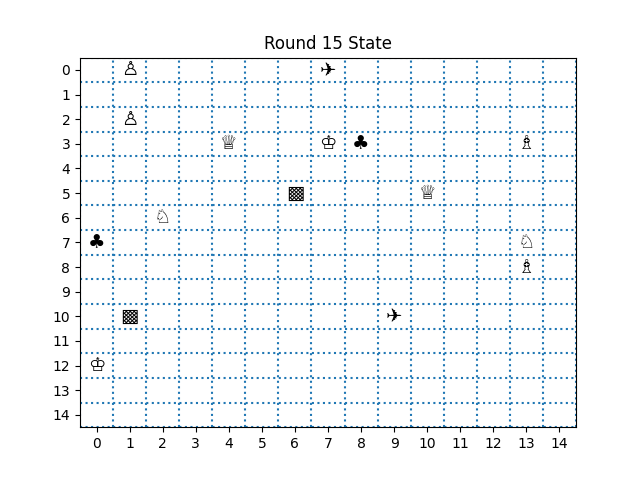 Round 15 State
0 ♙ ✈
1
2 ♙
3 ♕ ♔ ♣ ♗
4
5 ▩ ♕
6 ♘
7 ♣ ♘
8 ♗
9
10 ▩ ✈
11
12 ♔
13
14
0 1 2 3 4 5 6 7 8 9 10 11 12 13 14